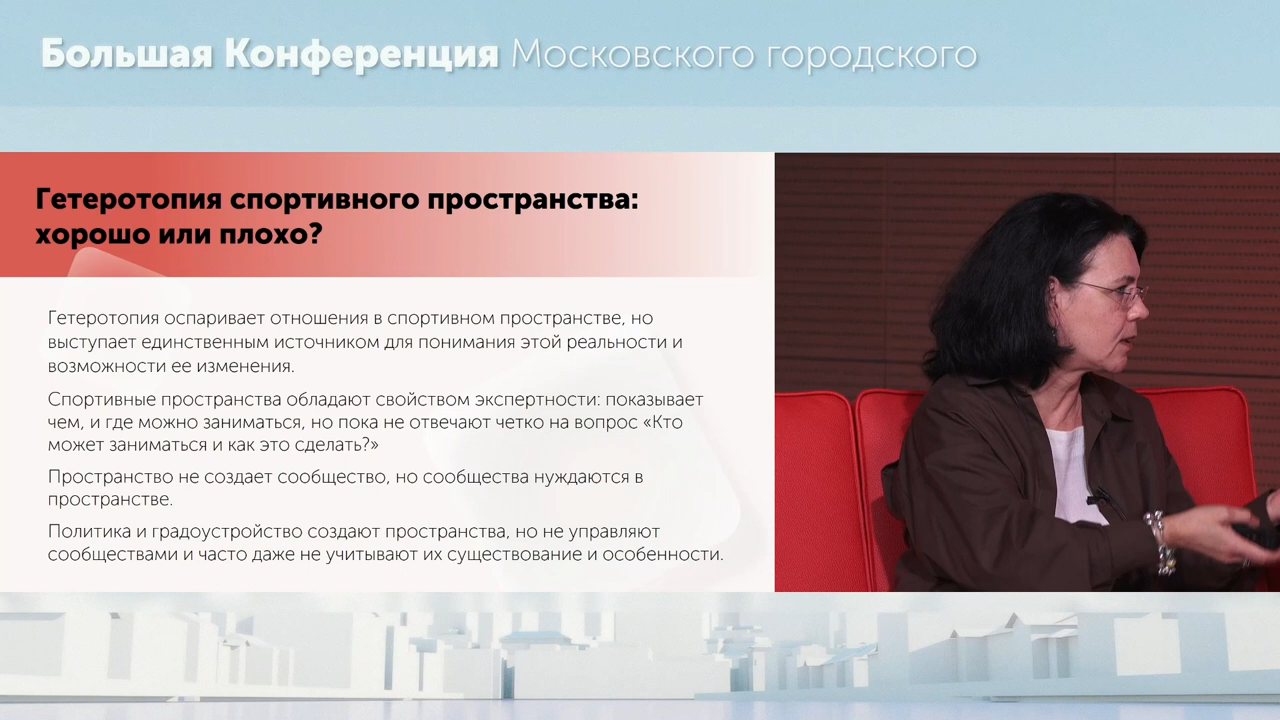 Большая Конференция Московского городского
Гетеротопия спортивного пространства:
хорошо или плохо?
Гетеротопия оспаривает отношения в спортивном пространстве, но
выступает единственным источником для понимания этой реальности и
возможности ее изменения.
Спортивные пространства обладают свойством экспертности: показывает
чем, и где можно заниматься, но пока не отвечают четко на вопрос «Кто
может заниматься и как это сделать?»
Пространство не создает сообщество, но сообщества нуждаются в
пространстве.
Политика и градоустройство создают пространства, но не управляют
сообществами и часто даже не учитывают их существование и особенности.